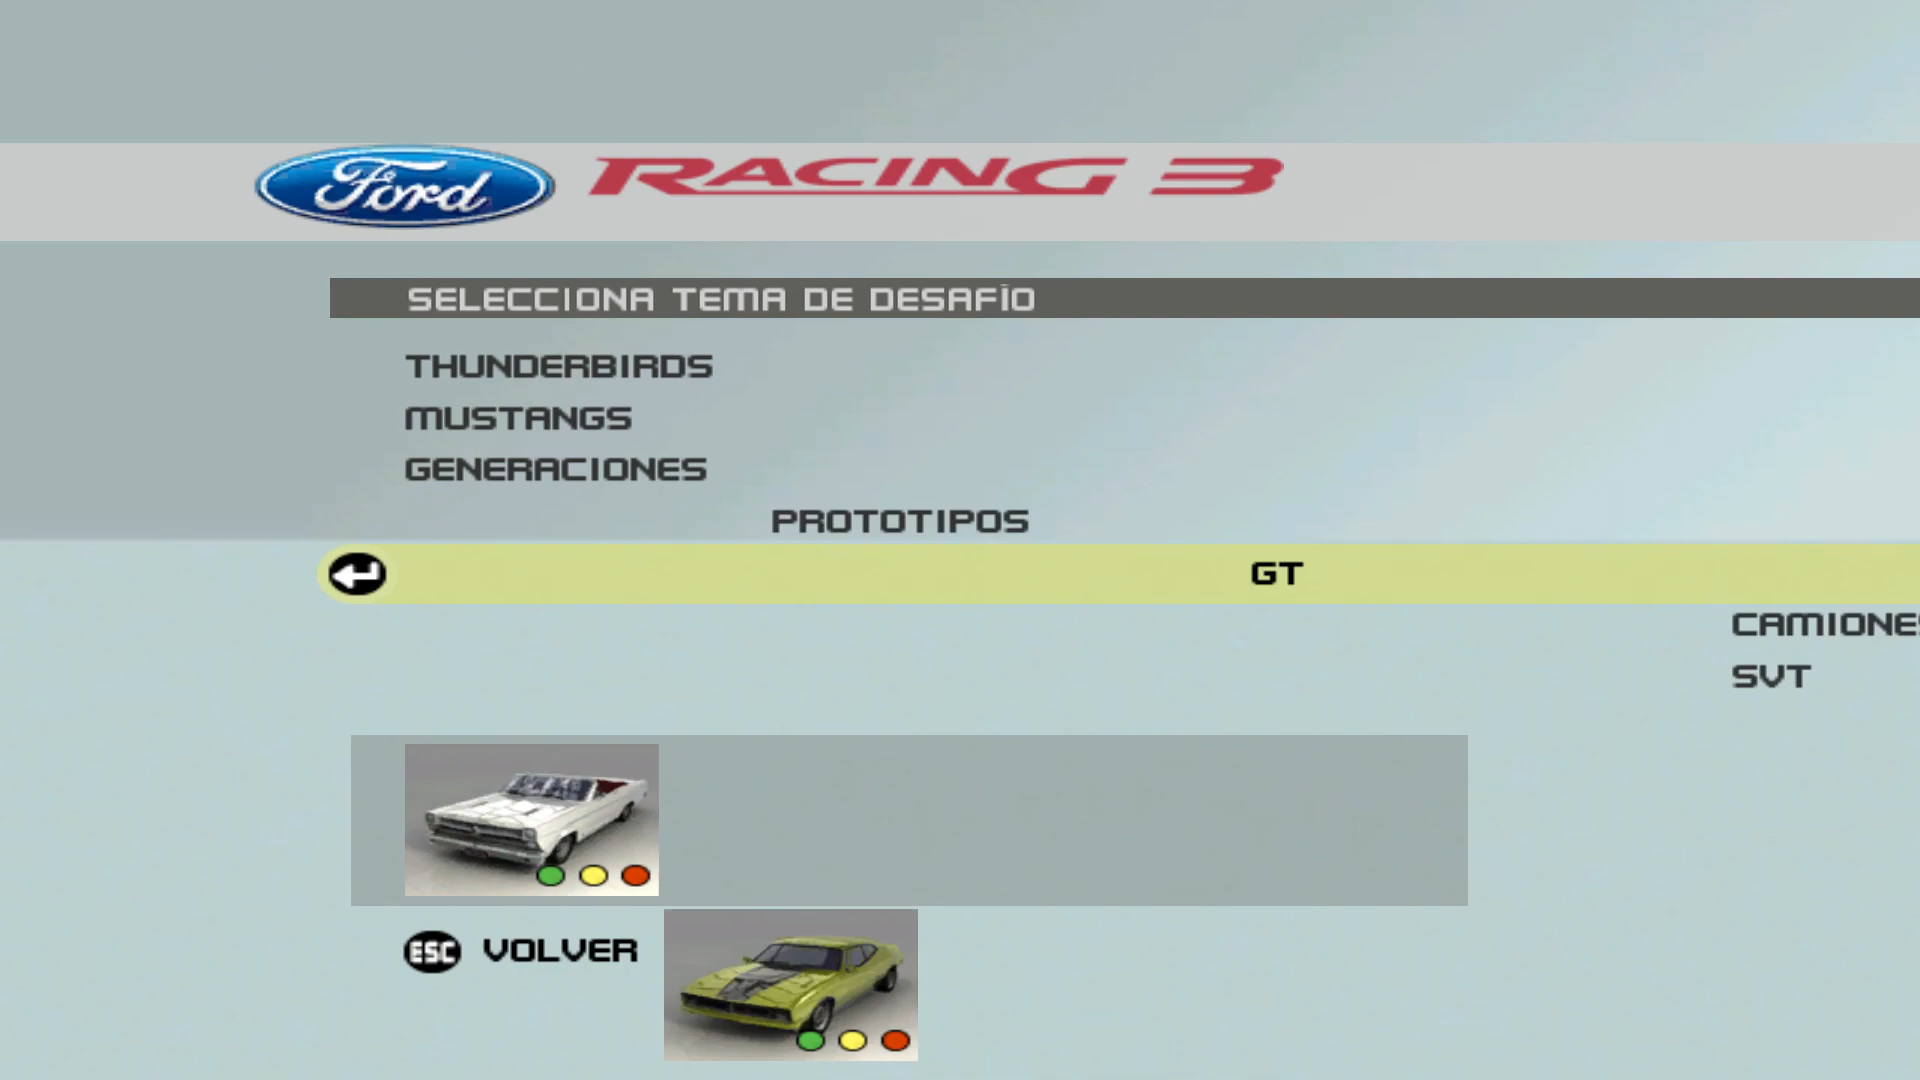 Ford RACING 3
SELECCIONA TEMA DE DESAFÍO
THUNDERBIRDS
MUSTANGS
GENERACIONES
PROTOTIPOS
GT
CAMIONES
SVT
ESC VOLVER